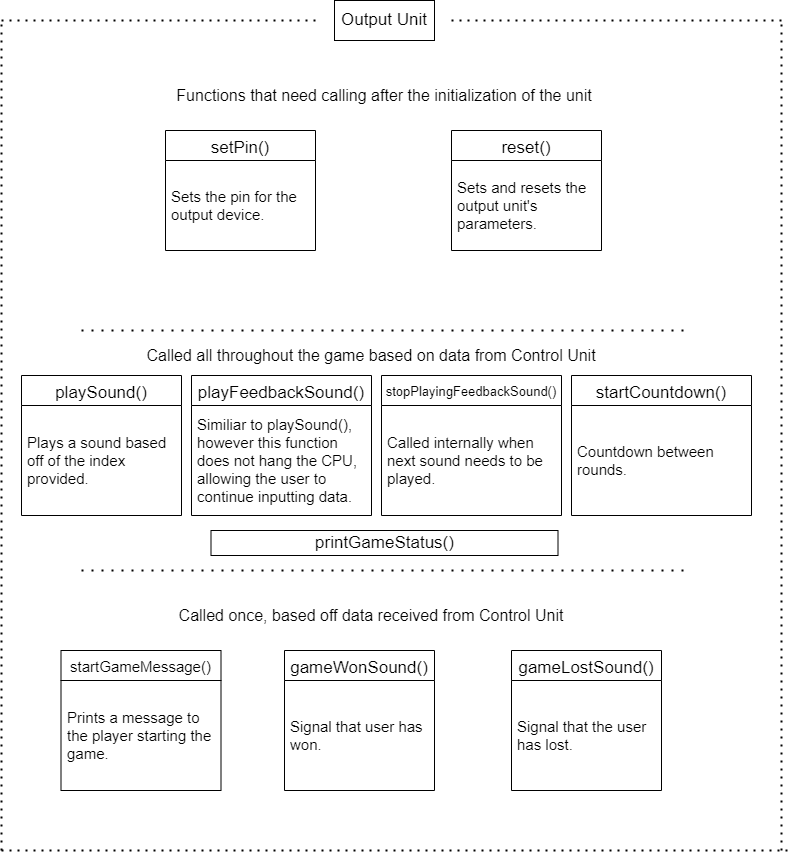 Output Unit
Functions that need calling after the initialization of the unit
setPin()
Sets the pin for the
output device.
reset()
Sets and resets the
output unit's
parameters.
Called all throughout the game based on data from Control Unit
playSound()
Plays a sound based
off of the index
provided.
playFeedbackSound()
Similiar to playSound(),
however this function
does not hang the CPU,
allowing the user to
continue inputting data.
stopPlayingFeedbackSound()
Called internally when
next sound needs to be
played.
startCountdown()
Countdown between
rounds.
printGameStatus()
Called once, based off data received from Control Unit
startGameMessage()
Prints a message to
the player starting the
game.
gameWonSound()
Signal that user has
won.
gameLostSound()
Signal that the user
has lost.